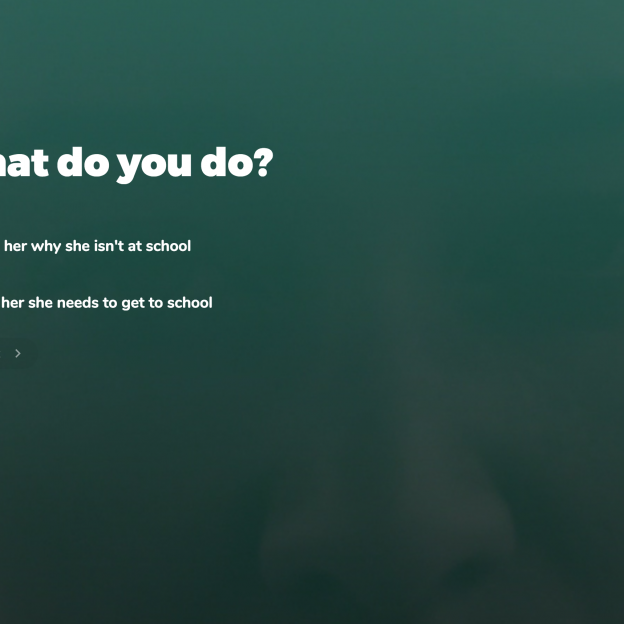 hat do you do?
her why she isn't at school
her she needs to get to school